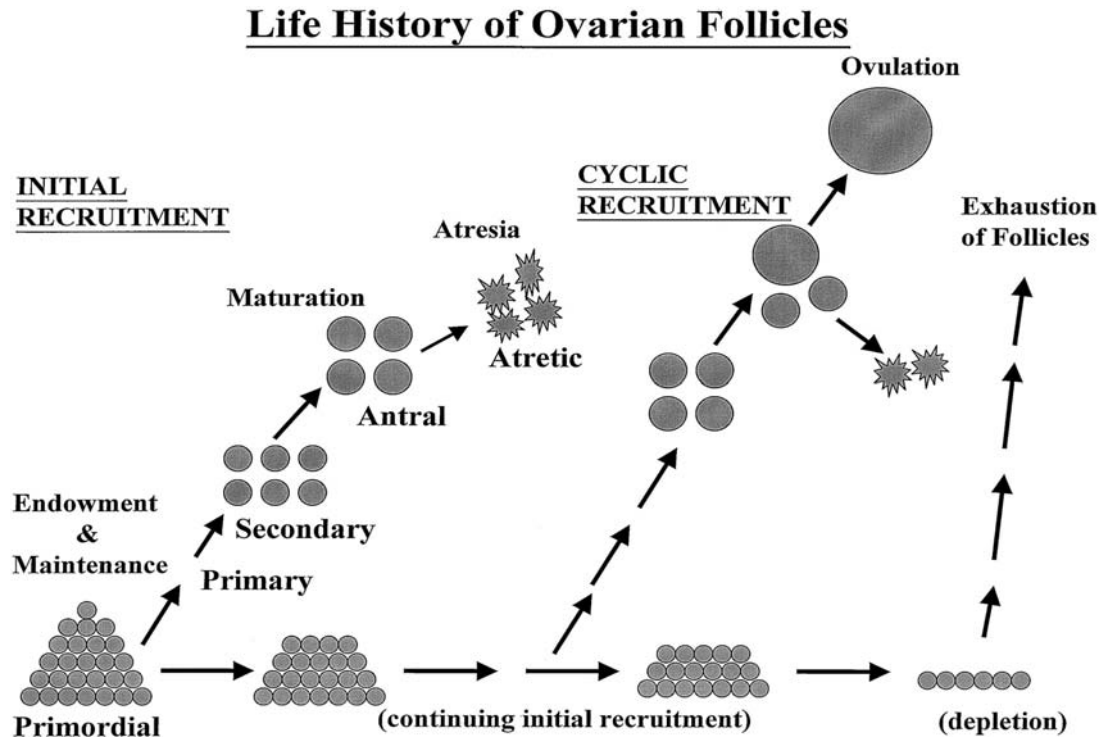 Life History of Ovarian Follicles
Ovulation
INITIAL
RECRUITMENT
CYCLIC
RECRUITMENT
Exhaustion
of Follicles
Atresia
Maturation
Atretic
Antral
Endowment
&
Maintenance
Secondary
Primary
Primordial
(continuing initial recruitment)
(depletion)